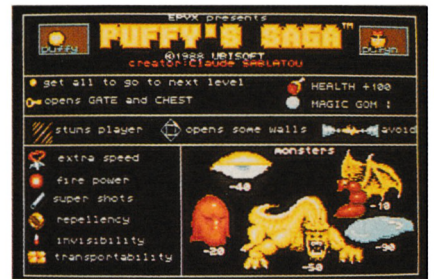 EPYX presents
PUFFY'S SAGA™
puffy
puffyn
©1988 UBISOFT
creator:Claude SABLATOU
get all to go to next level
opens GATE and CHEST
HEALTH +100
MAGIC GOM :
stuns player
opens some walls
avoid
extra speed
fire power
super shots
repellency
invisibility
transportability
monsters
-40
-10
-20
-50
-90